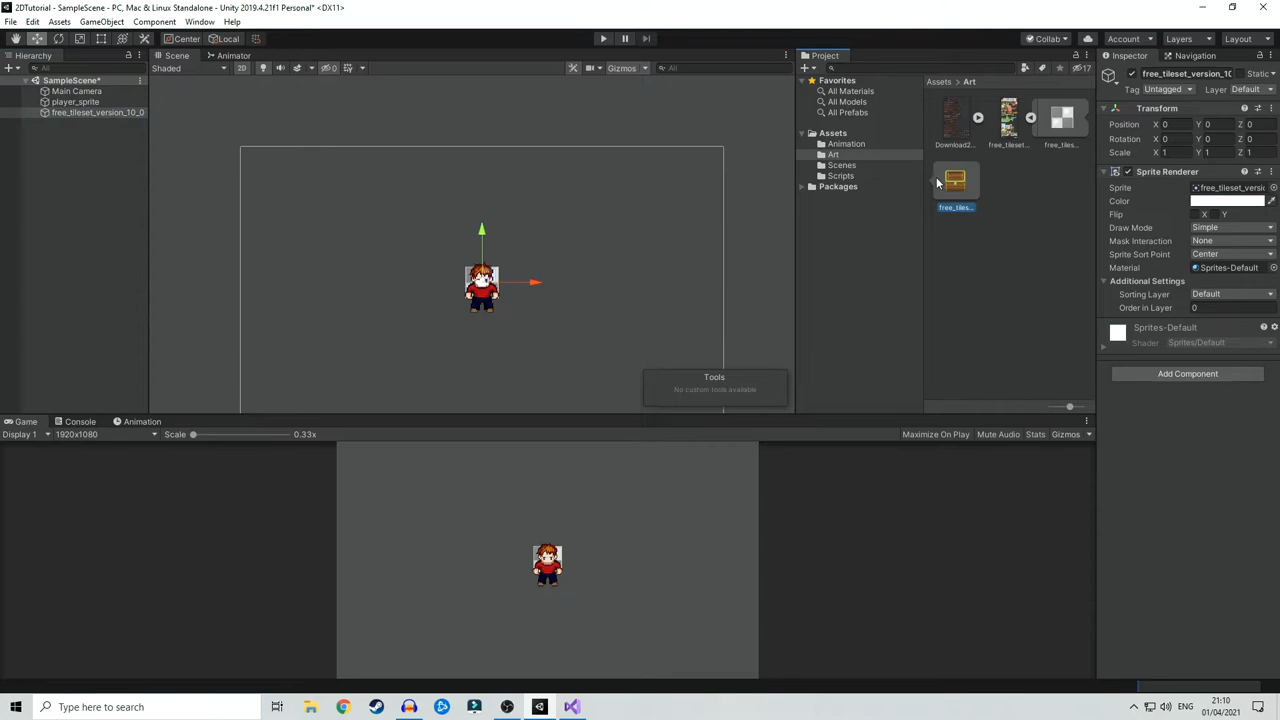 2DTutorial - SampleScene - PC, Mac & Linux Standalone - Unity 2019.4.21f1 Personal* <DX11>
File Edit Assets GameObject Component Window Help
Center Local Collab Account Layers Layout
Hierarchy Scene Animator Project Inspector Navigation
All Shaded 2D 0 Gizmos All 17
SampleScene*
Main Camera
player_sprite
free_tileset_version_10_0
Favorites
All Materials
All Models
All Prefabs
Assets
Animation
Art
Scenes
Scripts
Packages
Assets Art
Download2... free_tileset... free_tiles...
free_tiles...
free_tileset_version_10 Static
Tag Untagged Layer Default
Transform
Position X 0 Y 0 Z 0
Rotation X 0 Y 0 Z 0
Scale X 1 Y 1 Z 1
Sprite Renderer
Sprite free_tileset_versio
Color
Flip X Y
Draw Mode Simple
Mask Interaction None
Sprite Sort Point Center
Material Sprites-Default
Additional Settings
Sorting Layer Default
Order in Layer 0
Sprites-Default
Shader Sprites/Default
Add Component
Tools
No custom tools available
Game Console Animation
Display 1 1920x1080 Scale 0.33x Maximize On Play Mute Audio Stats Gizmos
Type here to search
ENG
21:10
01/04/2021